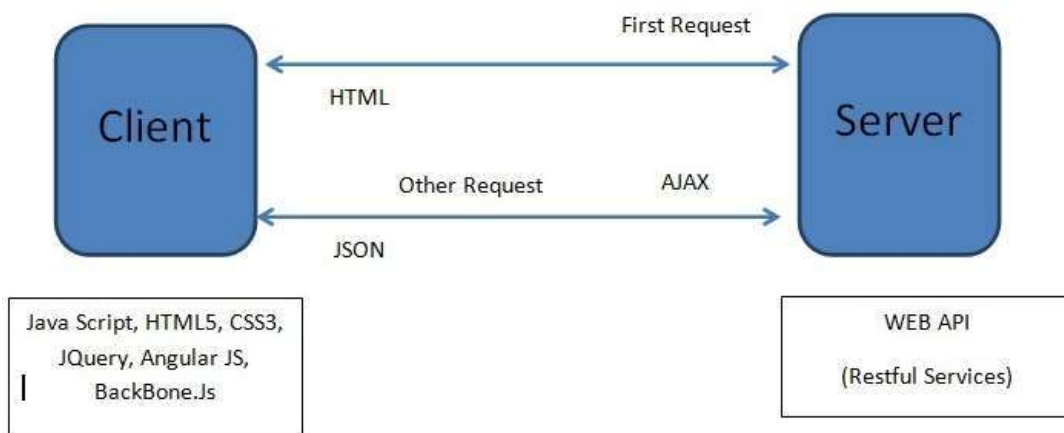 First Request
HTML
Client
Server
Other Request
AJAX
JSON
Java Script, HTML5, CSS3,
JQuery, Angular JS,
BackBone.Js
WEB API
(Restful Services)